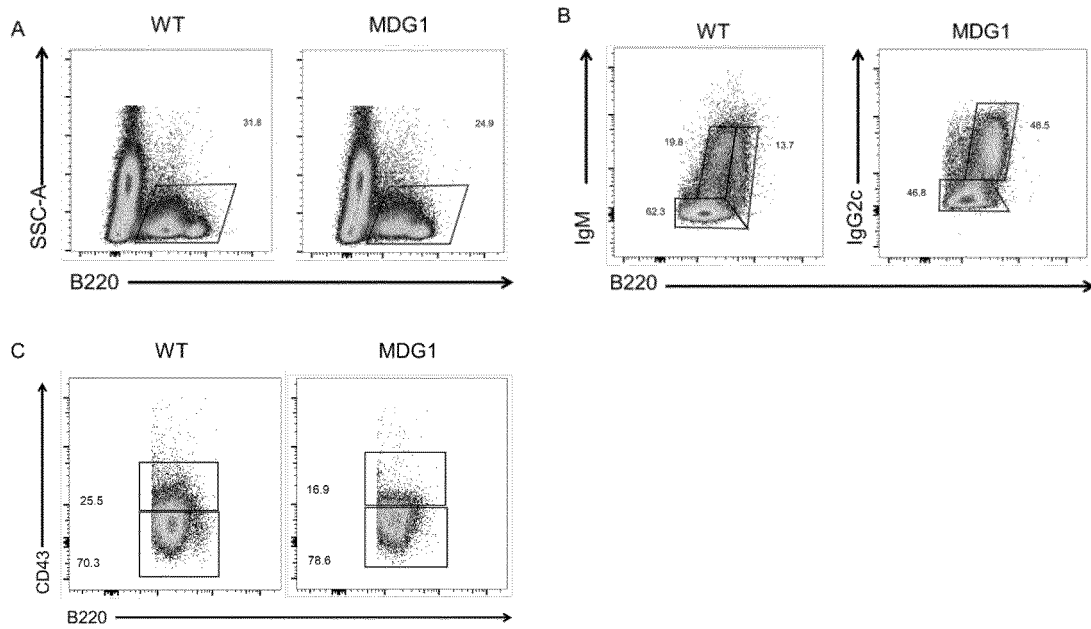 A
WT
MDG1
SSC-A
31.8
24.9
B220
B
WT
MDG1
IgM
19.8
13.7
62.3
IgG2c
48.5
46.8
B220
C
WT
MDG1
CD43
25.5
70.3
16.9
78.6
B220